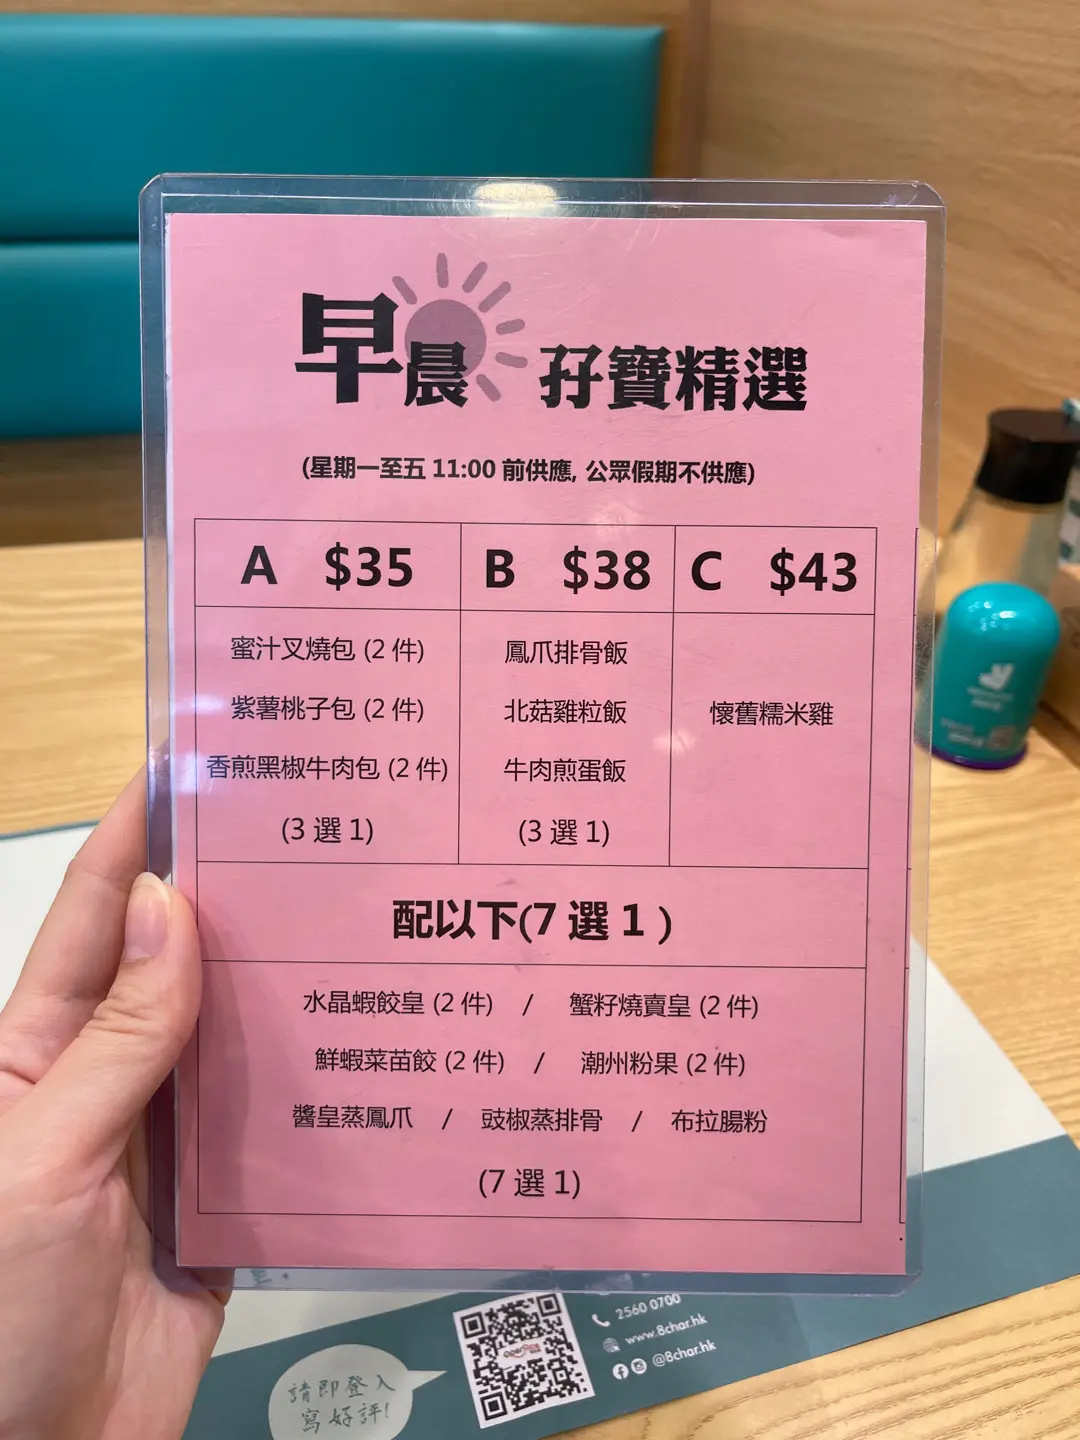 早晨 孖寶精選
(星期一至五 11:00 前供應, 公眾假期不供應)
A $35
B $38
C $43
蜜汁叉燒包 (2 件)
紫薯桃子包 (2 件)
香煎黑椒牛肉包 (2 件)
(3 選 1)
鳳爪排骨飯
北菇雞粒飯
牛肉煎蛋飯
(3 選 1)
懷舊糯米雞
配以下(7 選 1 )
水晶蝦餃皇 (2 件) / 蟹籽燒賣皇 (2 件)
鮮蝦菜苗餃 (2 件) / 潮州粉果 (2 件)
醬皇蒸鳳爪 / 豉椒蒸排骨 / 布拉腸粉
(7 選 1)
請即登入
寫好評!
2560 0700
www.8char.hk
@8char.hk